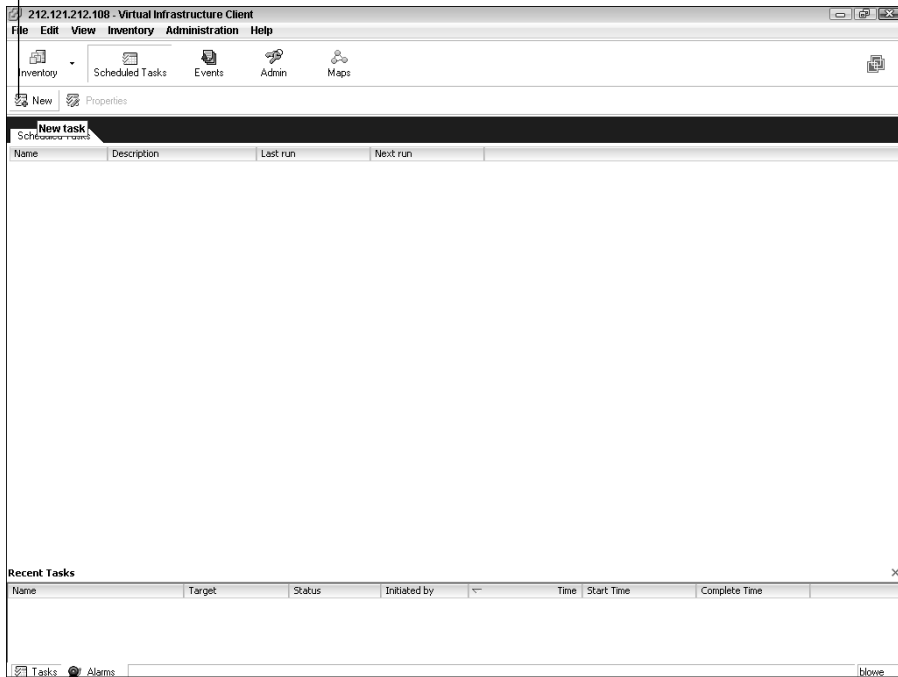 212.121.212.108 - Virtual Infrastructure Client
File Edit View Inventory Administration Help
Inventory Scheduled Tasks Events Admin Maps
New Properties
New task
Scheduled Tasks
Name Description Last run Next run
Recent Tasks
Name Target Status Initiated by Time Start Time Complete Time
Tasks Alarms blowe